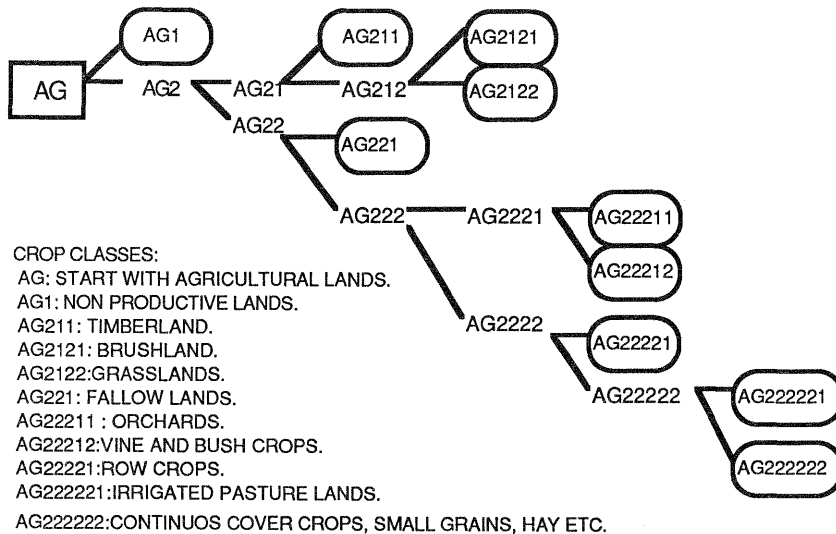 AG1
AG211
AG2121
AG
AG2
AG21
AG212
AG2122
AG22
AG221
AG222
AG2221
AG22211
AG22212
CROP CLASSES:
AG: START WITH AGRICULTURAL LANDS.
AG1: NON PRODUCTIVE LANDS.
AG211: TIMBERLAND.
AG2121: BRUSHLAND.
AG2122:GRASSLANDS.
AG221: FALLOW LANDS.
AG22211 : ORCHARDS.
AG22212:VINE AND BUSH CROPS.
AG22221:ROW CROPS.
AG222221:IRRIGATED PASTURE LANDS.
AG222222:CONTINUOS COVER CROPS, SMALL GRAINS, HAY ETC.
AG2222
AG22221
AG22222
AG222221
AG222222